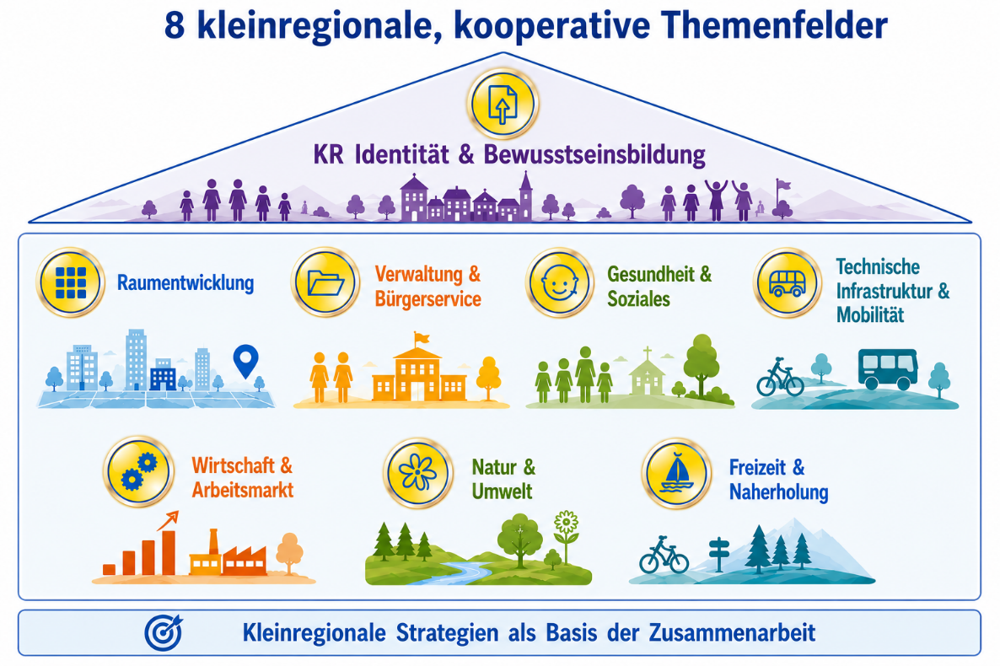 8 kleinregionale, kooperative Themenfelder
KR Identität & Bewusstseinsbildung
Raumentwicklung
Verwaltung &
Bürgerservice
Gesundheit &
Soziales
Technische
Infrastruktur &
Mobilität
Wirtschaft &
Arbeitsmarkt
Natur &
Umwelt
Freizeit &
Naherholung
Kleinregionale Strategien als Basis der Zusammenarbeit